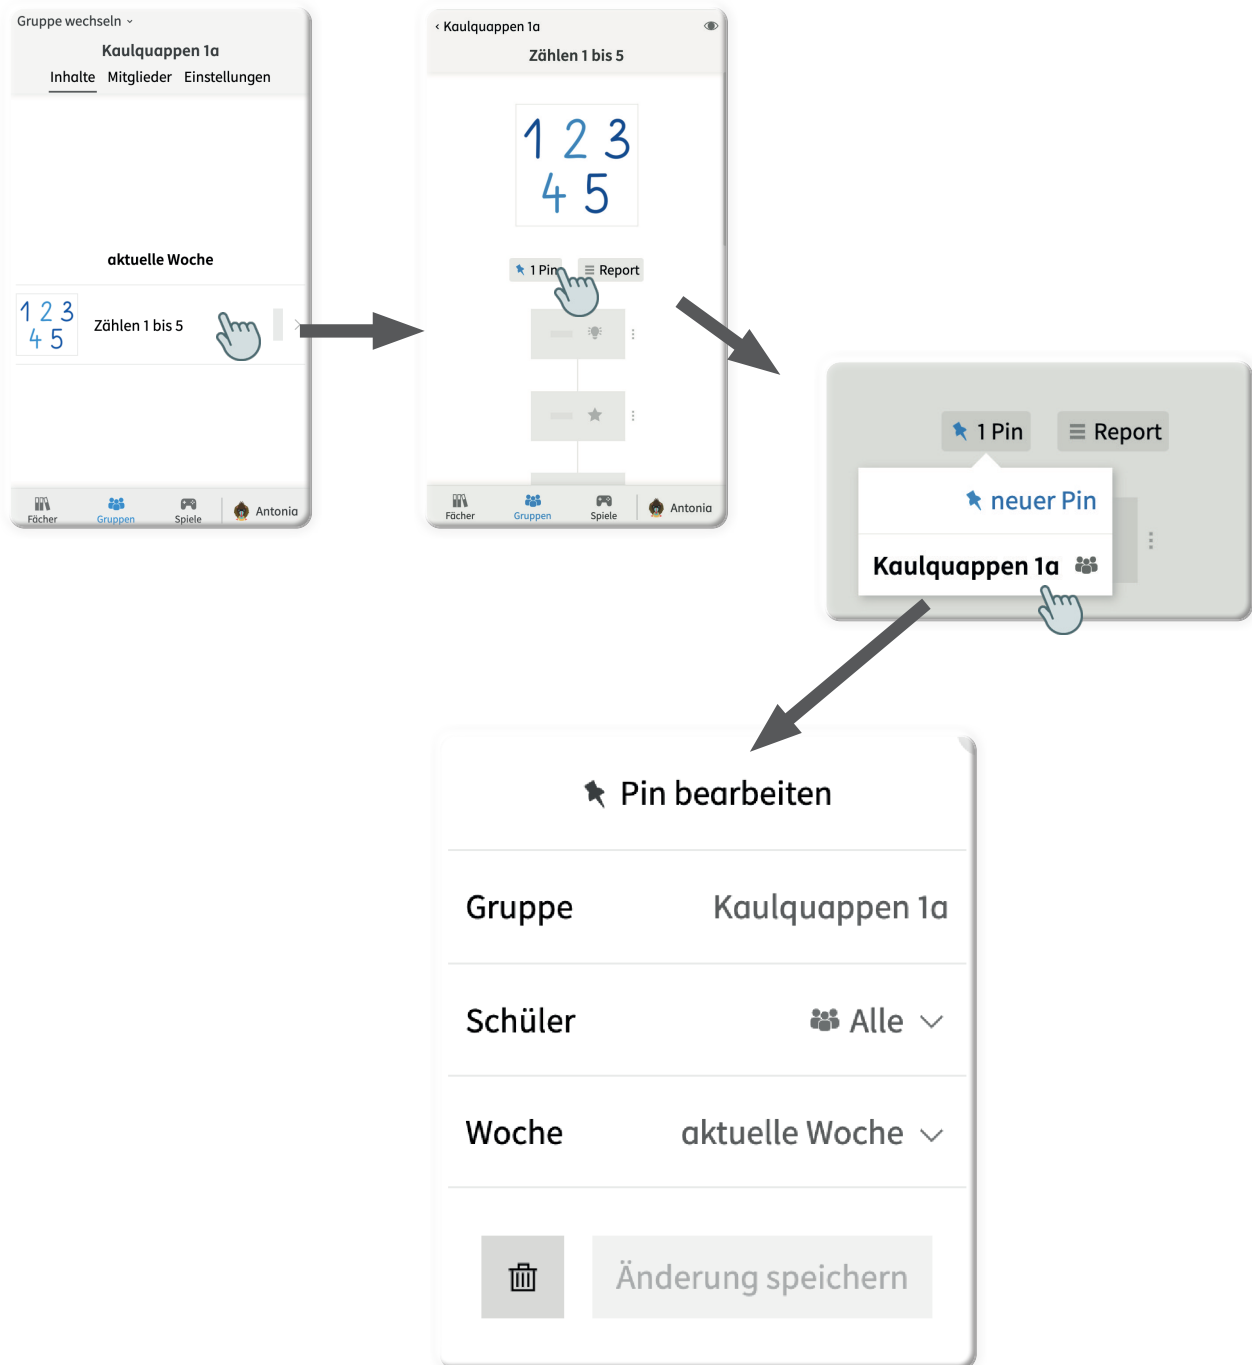 Gruppe wechseln
Kaulquappen 1a
Inhalte Mitglieder Einstellungen
aktuelle Woche
1 2 3
4 5
Zählen 1 bis 5
Fächer Gruppen Spiele Antonia
‹ Kaulquappen 1a
Zählen 1 bis 5
1 2 3
4 5
1 Pin Report
Fächer Gruppen Spiele Antonia
1 Pin Report
neuer Pin
Kaulquappen 1a
Pin bearbeiten
Gruppe Kaulquappen 1a
Schüler Alle
Woche aktuelle Woche
Änderung speichern